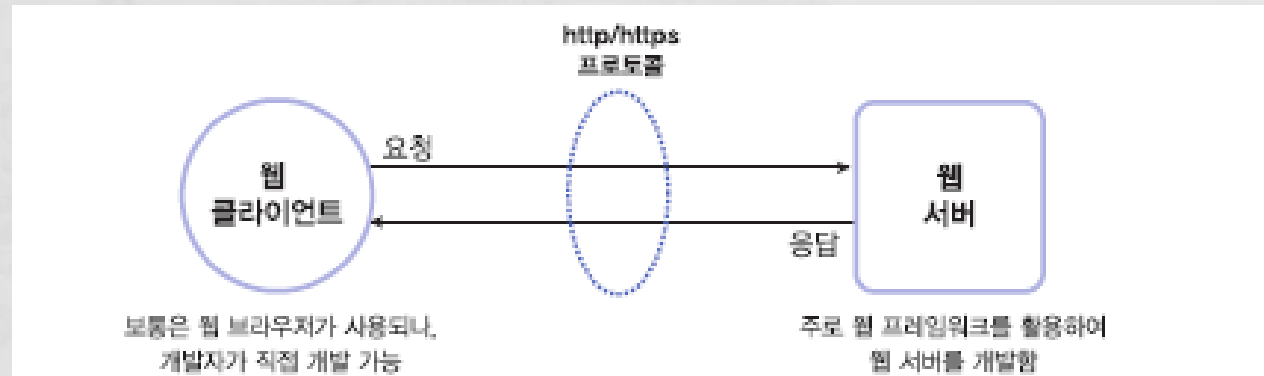 http/https
프로토콜
요청
웹
클라이언트
웹
서버
응답
보통은 웹 브라우저가 사용되나,
개발자가 직접 개발 가능
주로 웹 프레임워크를 활용하여
웹 서버를 개발함